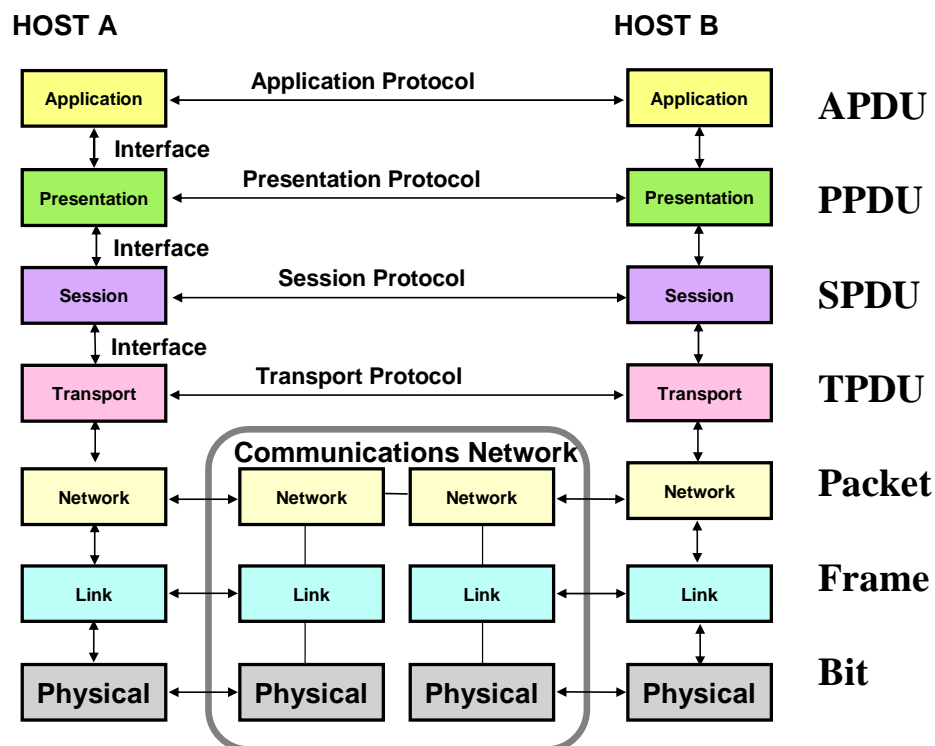 HOST A
HOST B
Application Protocol
Application
Application
APDU
Interface
Presentation Protocol
Presentation
Presentation
PPDU
Interface
Session Protocol
Session
Session
SPDU
Interface
Transport Protocol
Transport
Transport
TPDU
Communications Network
Network
Network
Network
Network
Packet
Link
Link
Link
Link
Frame
Physical
Physical
Physical
Physical
Bit